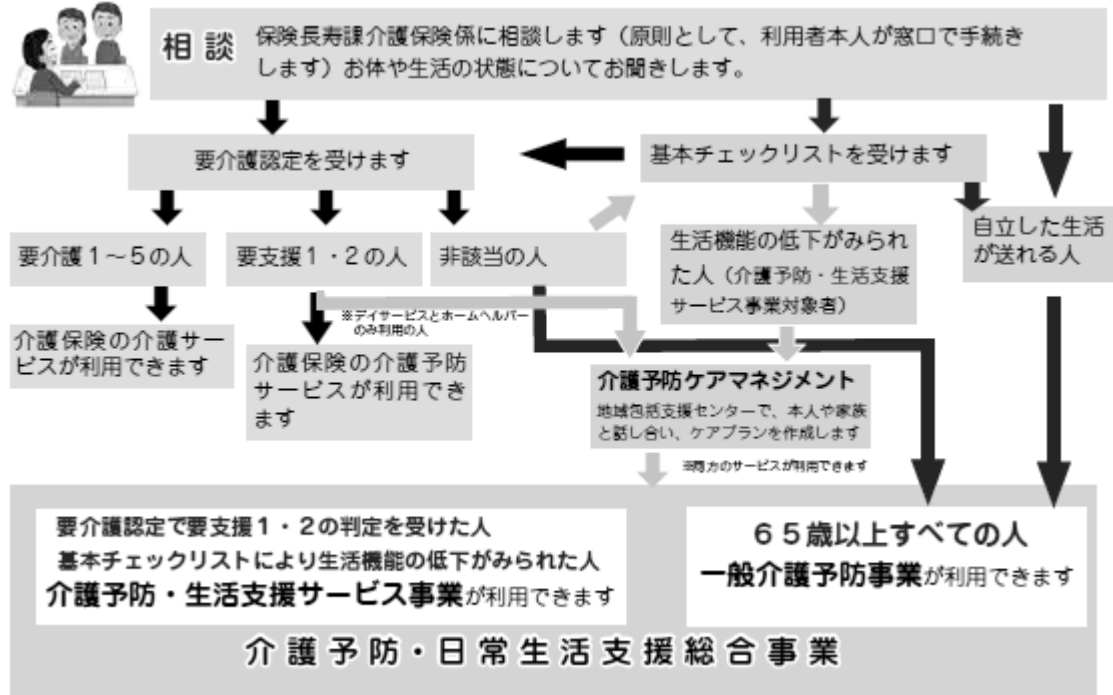 相談
保険長寿課介護保険係に相談します（原則として、利用者本人が窓口で手続き
します）お体や生活の状態についてお聞きします。
要介護認定を受けます
基本チェックリストを受けます
要介護１～５の人
要支援１・２の人
非該当の人
生活機能の低下がみられ
た人（介護予防・生活支援
サービス事業対象者）
自立した生活
が送れる人
※デイサービスとホームヘルパー
のみ利用の人
介護保険の介護サー
ビスが利用できます
介護保険の介護予防
サービスが利用でき
ます
介護予防ケアマネジメント
地域包括支援センターで、本人や家族
と話し合い、ケアプランを作成します
※両方のサービスが利用できます
要介護認定で要支援１・２の判定を受けた人
基本チェックリストにより生活機能の低下がみられた人
介護予防・生活支援サービス事業が利用できます
６５歳以上すべての人
一般介護予防事業が利用できます
介護予防・日常生活支援総合事業